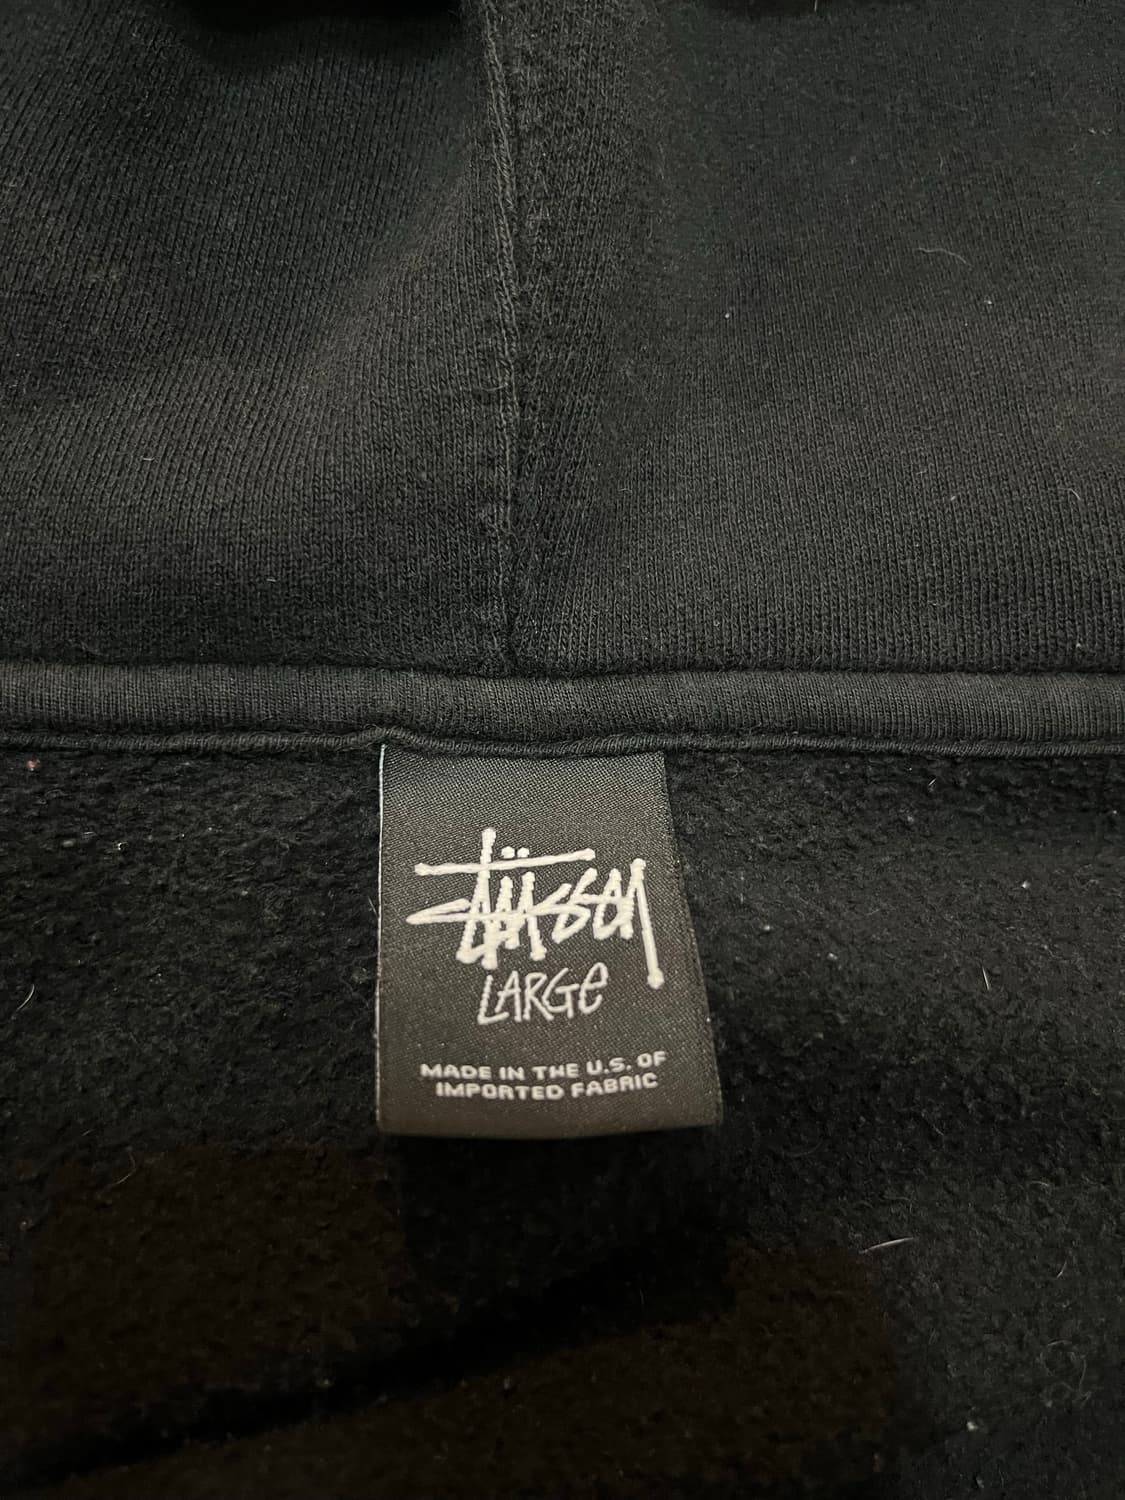 Stüssy
LARGE
MADE IN THE U.S. OF
IMPORTED FABRIC